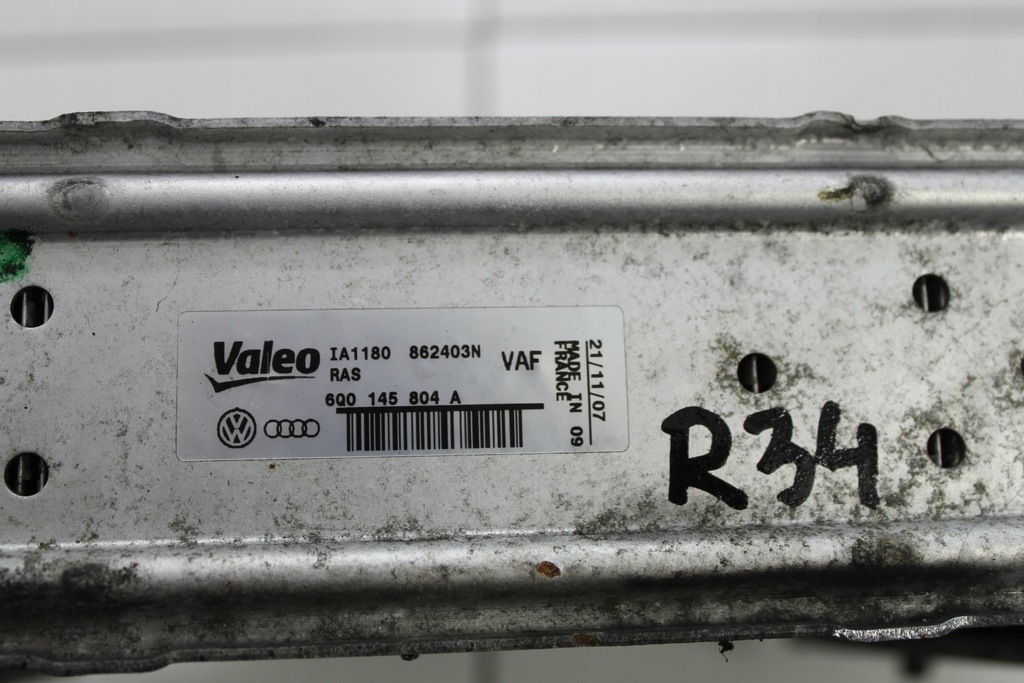 Valeo
IA1180 862403N
RAS
VAF
6Q0 145 804 A
21/11/07
MADE IN 09
FRANCE
R34